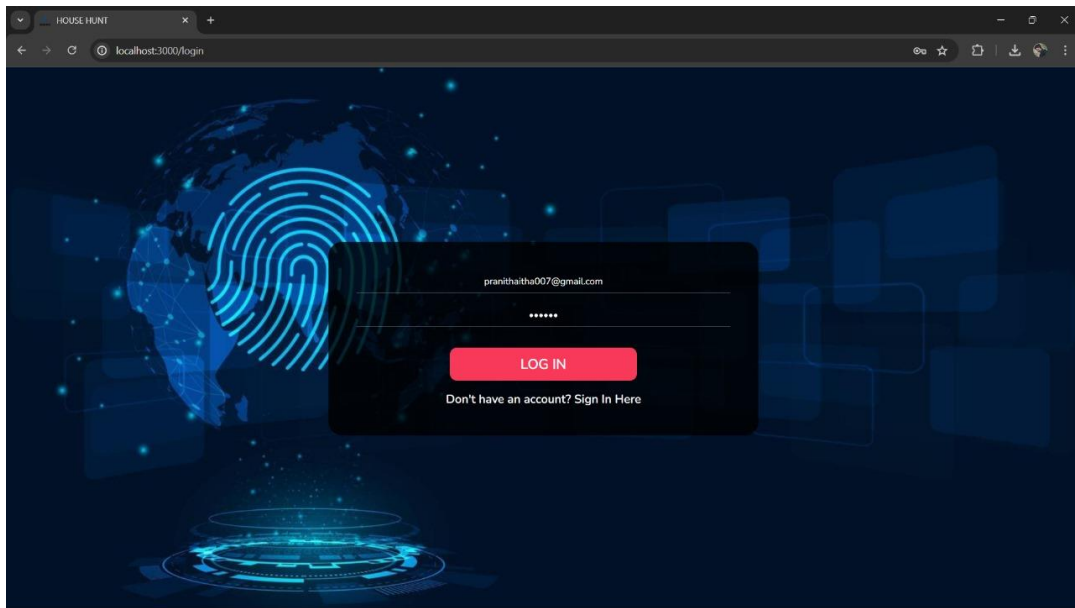 HOUSE HUNT
localhost:3000/login
pranithaitha007@gmail.com
••••••
LOG IN
Don't have an account? Sign In Here